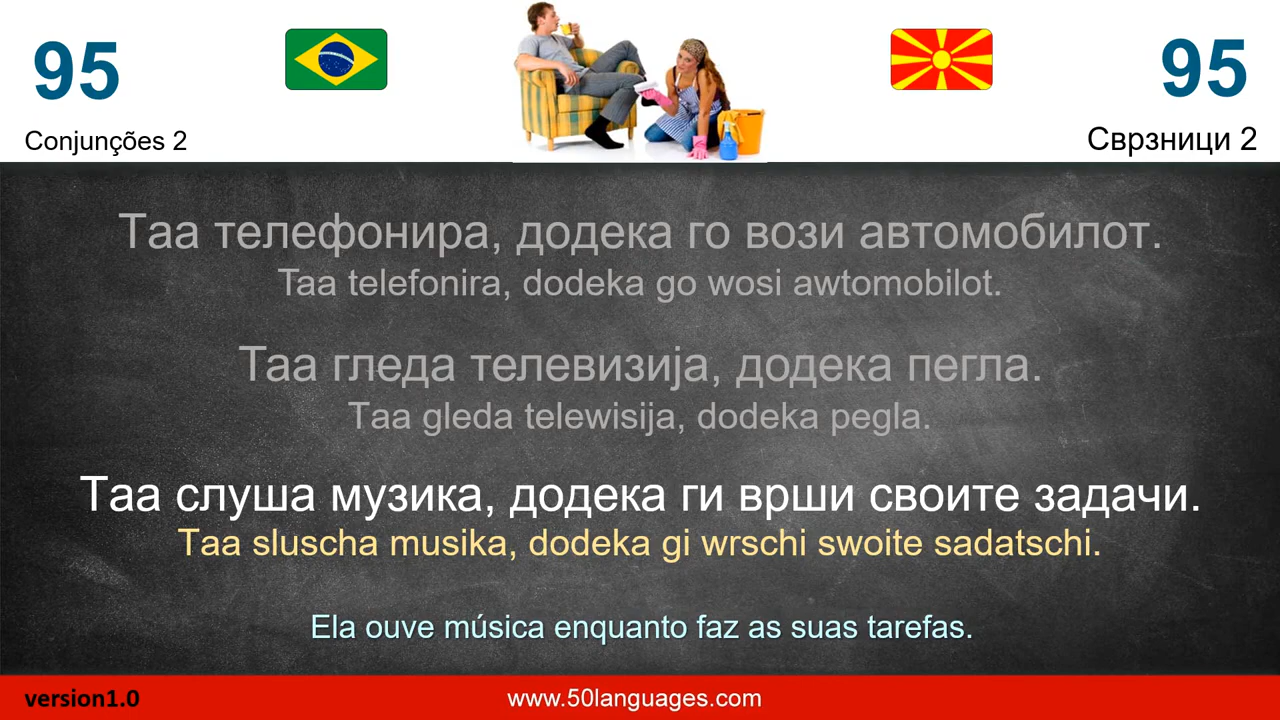 95
95
Conjunções 2
Сврзници 2
Таа телефонира, додека го вози автомобилот.
Taa telefonira, dodeka go wosi awtomobilot.
Таа гледа телевизија, додека пегла.
Taa gleda telewisija, dodeka pegla.
Таа слуша музика, додека ги врши своите задачи.
Taa sluscha musika, dodeka gi wrschi swoite sadatschi.
Ela ouve música enquanto faz as suas tarefas.
version1.0
www.50languages.com